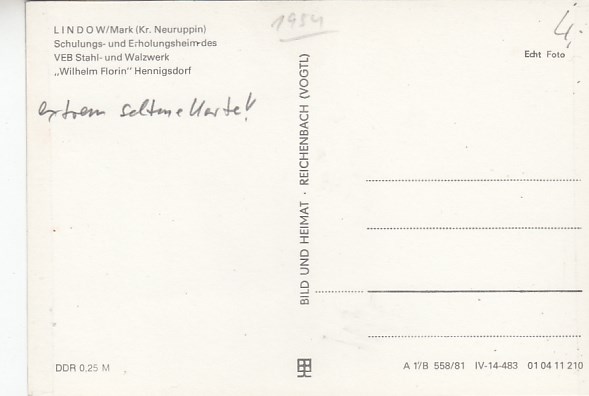 LINDOW/Mark (Kr. Neuruppin)
Schulungs- und Erholungsheim des
VEB Stahl- und Walzwerk
„Wilhelm Florin" Hennigsdorf
extrem seltene Karte!
1954
4,-
Echt Foto
BILD UND HEIMAT · REICHENBACH (VOGTL)
DDR 0,25 M
A 1/B 558/81 IV-14-483 01 04 11 210